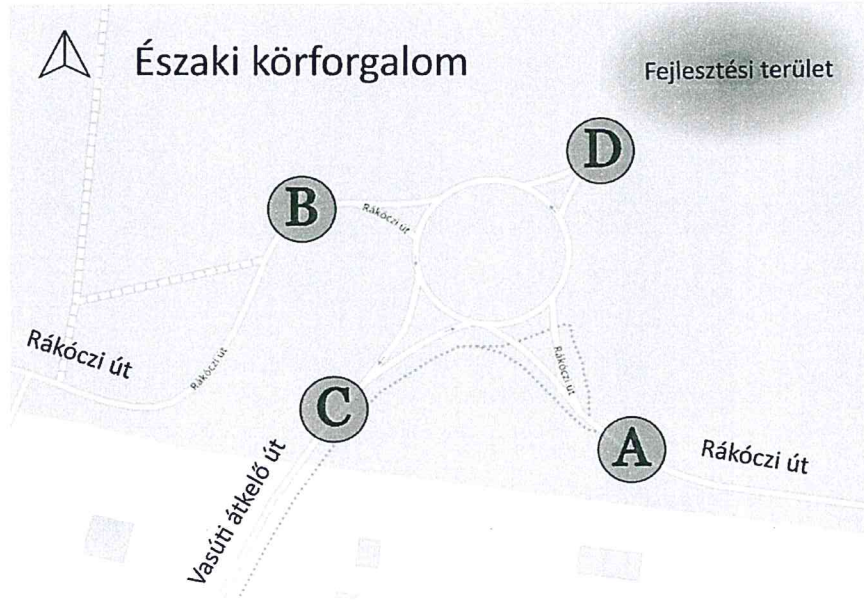 Északi körforgalom
Fejlesztési terület
D
B
Rákóczi út
Rákóczi út
Rákóczi út
Rákóczi út
C
A
Rákóczi út
Vasúti átkelő út